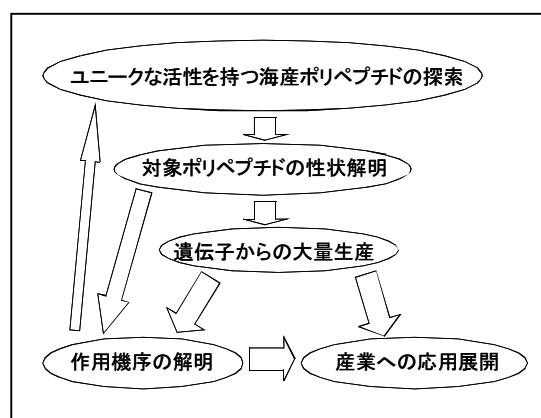 ユニークな活性を持つ海産ポリペプチドの探索
対象ポリペプチドの性状解明
遺伝子からの大量生産
作用機序の解明
産業への応用展開